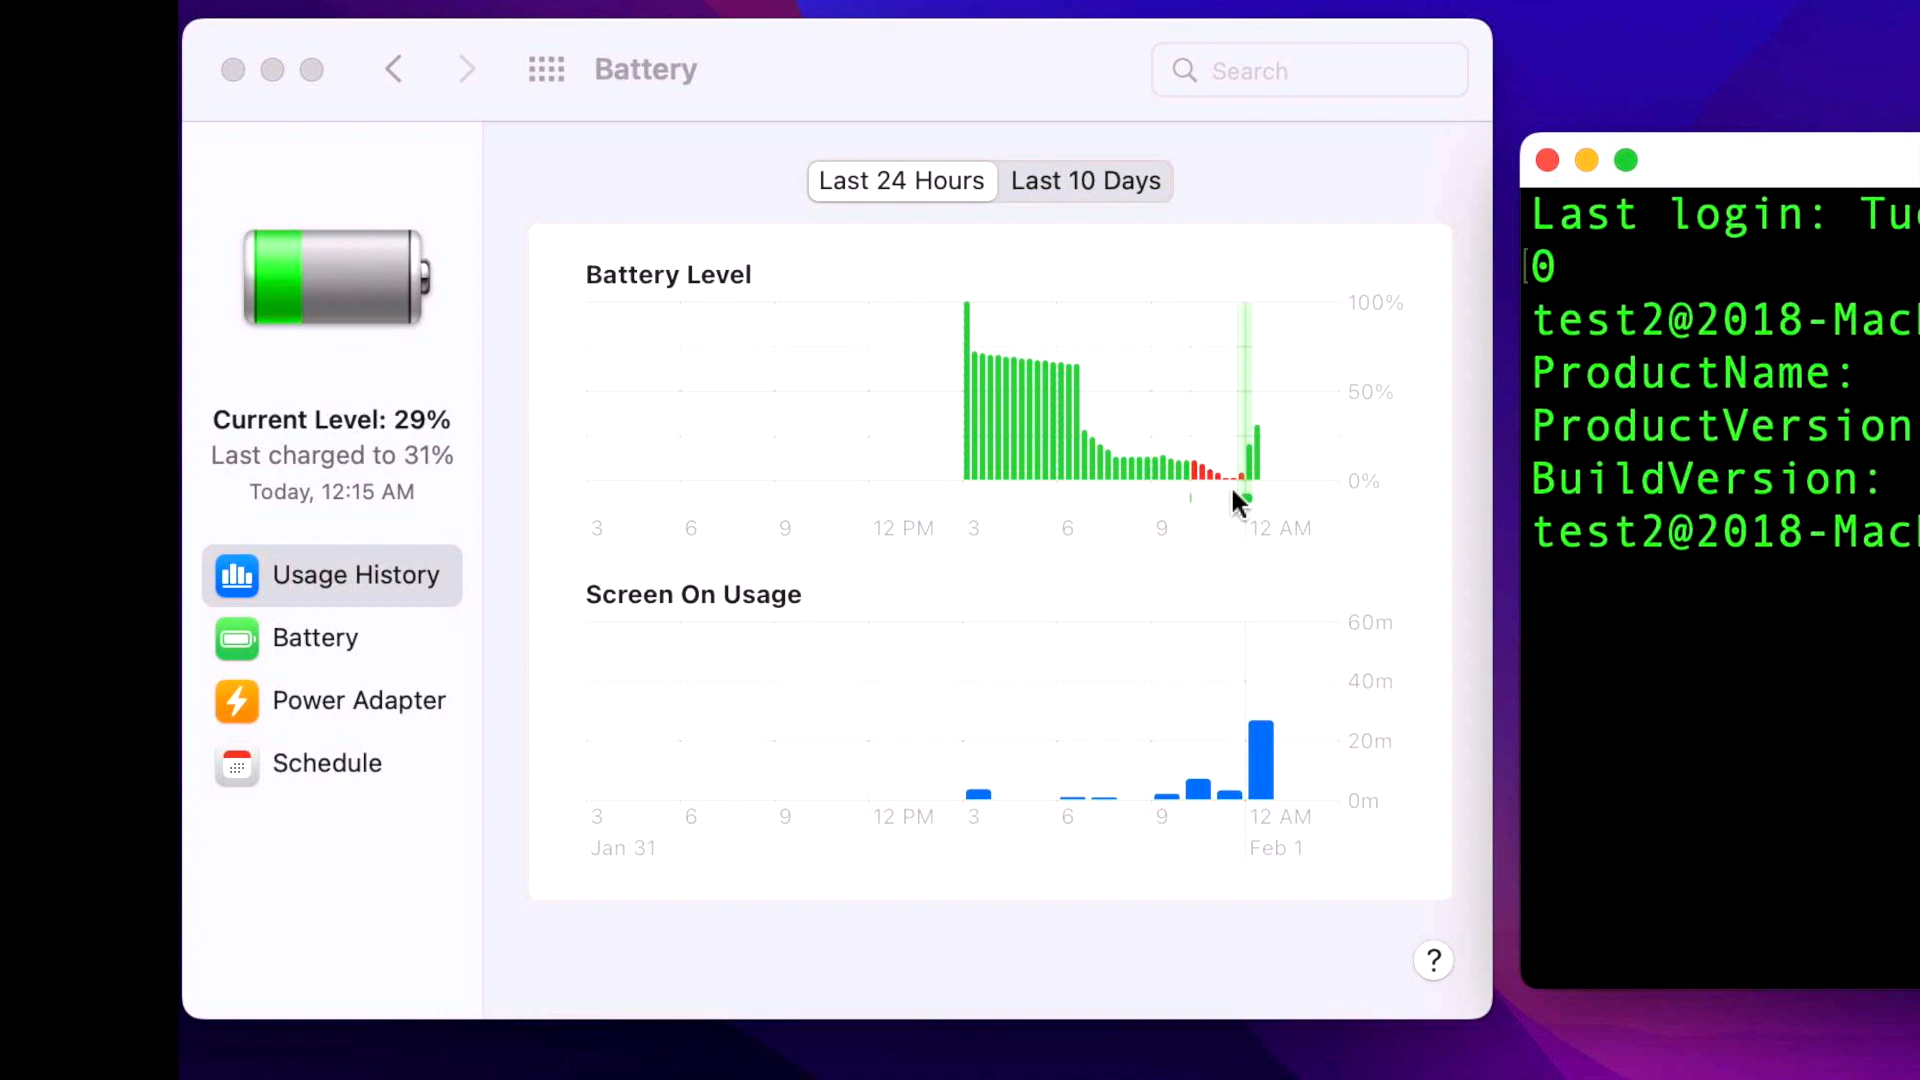 Battery
Search
Last 24 Hours
Last 10 Days
Current Level: 29%
Last charged to 31%
Today, 12:15 AM
Usage History
Battery
Power Adapter
Schedule
Battery Level
100%
50%
0%
3 6 9 12 PM 3 6 9 12 AM
Screen On Usage
60m
40m
20m
0m
3 6 9 12 PM 3 6 9 12 AM
Jan 31 Feb 1
?
Last login: Tu
0
test2@2018-Mac
ProductName:
ProductVersion
BuildVersion:
test2@2018-Mac